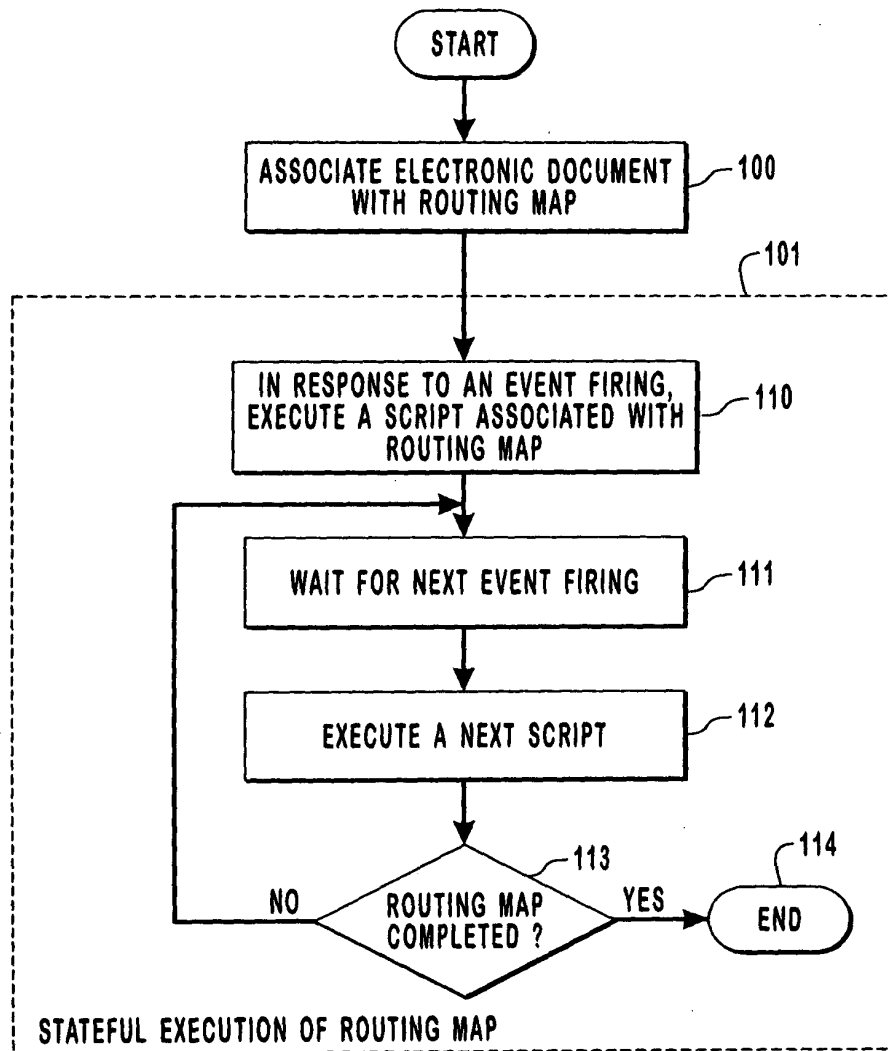 START
ASSOCIATE ELECTRONIC DOCUMENT
WITH ROUTING MAP
100
101
IN RESPONSE TO AN EVENT FIRING,
EXECUTE A SCRIPT ASSOCIATED WITH
ROUTING MAP
110
WAIT FOR NEXT EVENT FIRING
111
EXECUTE A NEXT SCRIPT
112
113
114
NO
ROUTING MAP
COMPLETED ?
YES
END
STATEFUL EXECUTION OF ROUTING MAP